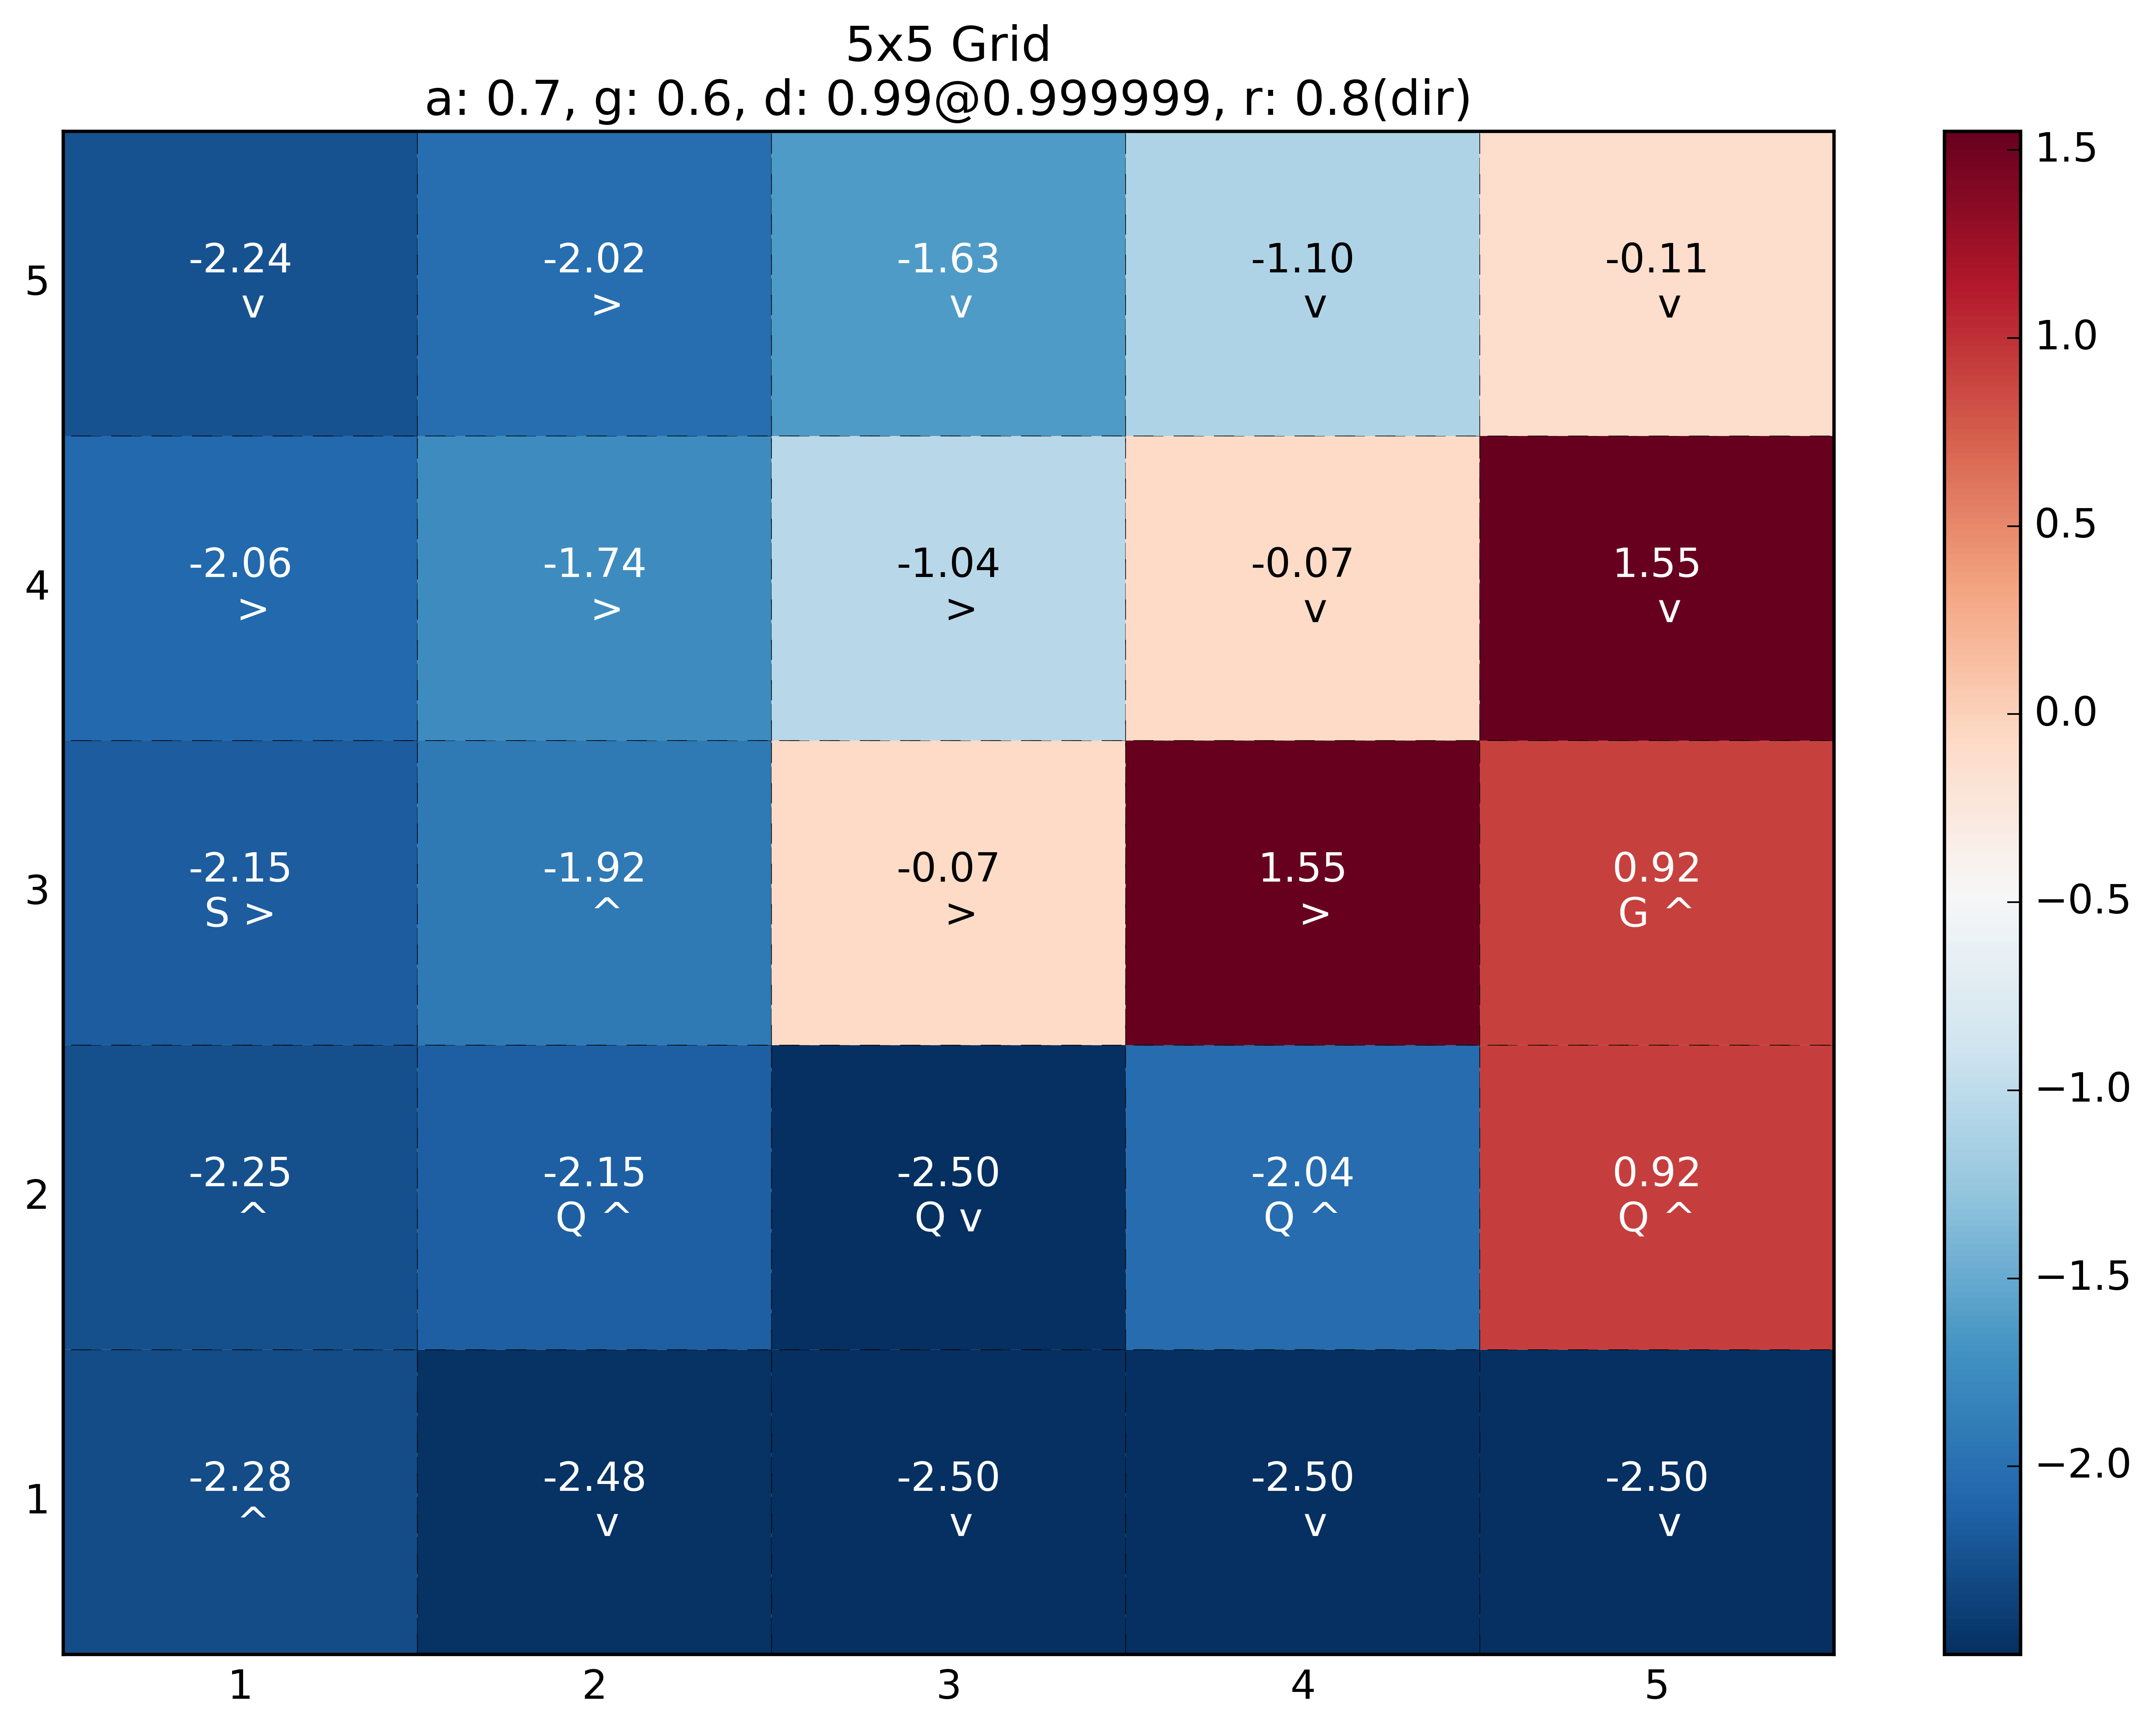 5x5 Grid
a: 0.7, g: 0.6, d: 0.99@0.999999, r: 0.8(dir)
5
-2.24
v
-2.02
>
-1.63
v
-1.10
v
-0.11
v
4
-2.06
>
-1.74
>
-1.04
>
-0.07
v
1.55
v
3
-2.15
S >
-1.92
^
-0.07
>
1.55
>
0.92
G ^
2
-2.25
^
-2.15
Q ^
-2.50
Q v
-2.04
Q ^
0.92
Q ^
1
-2.28
^
-2.48
v
-2.50
v
-2.50
v
-2.50
v
1
2
3
4
5
1.5
1.0
0.5
0.0
−0.5
−1.0
−1.5
−2.0